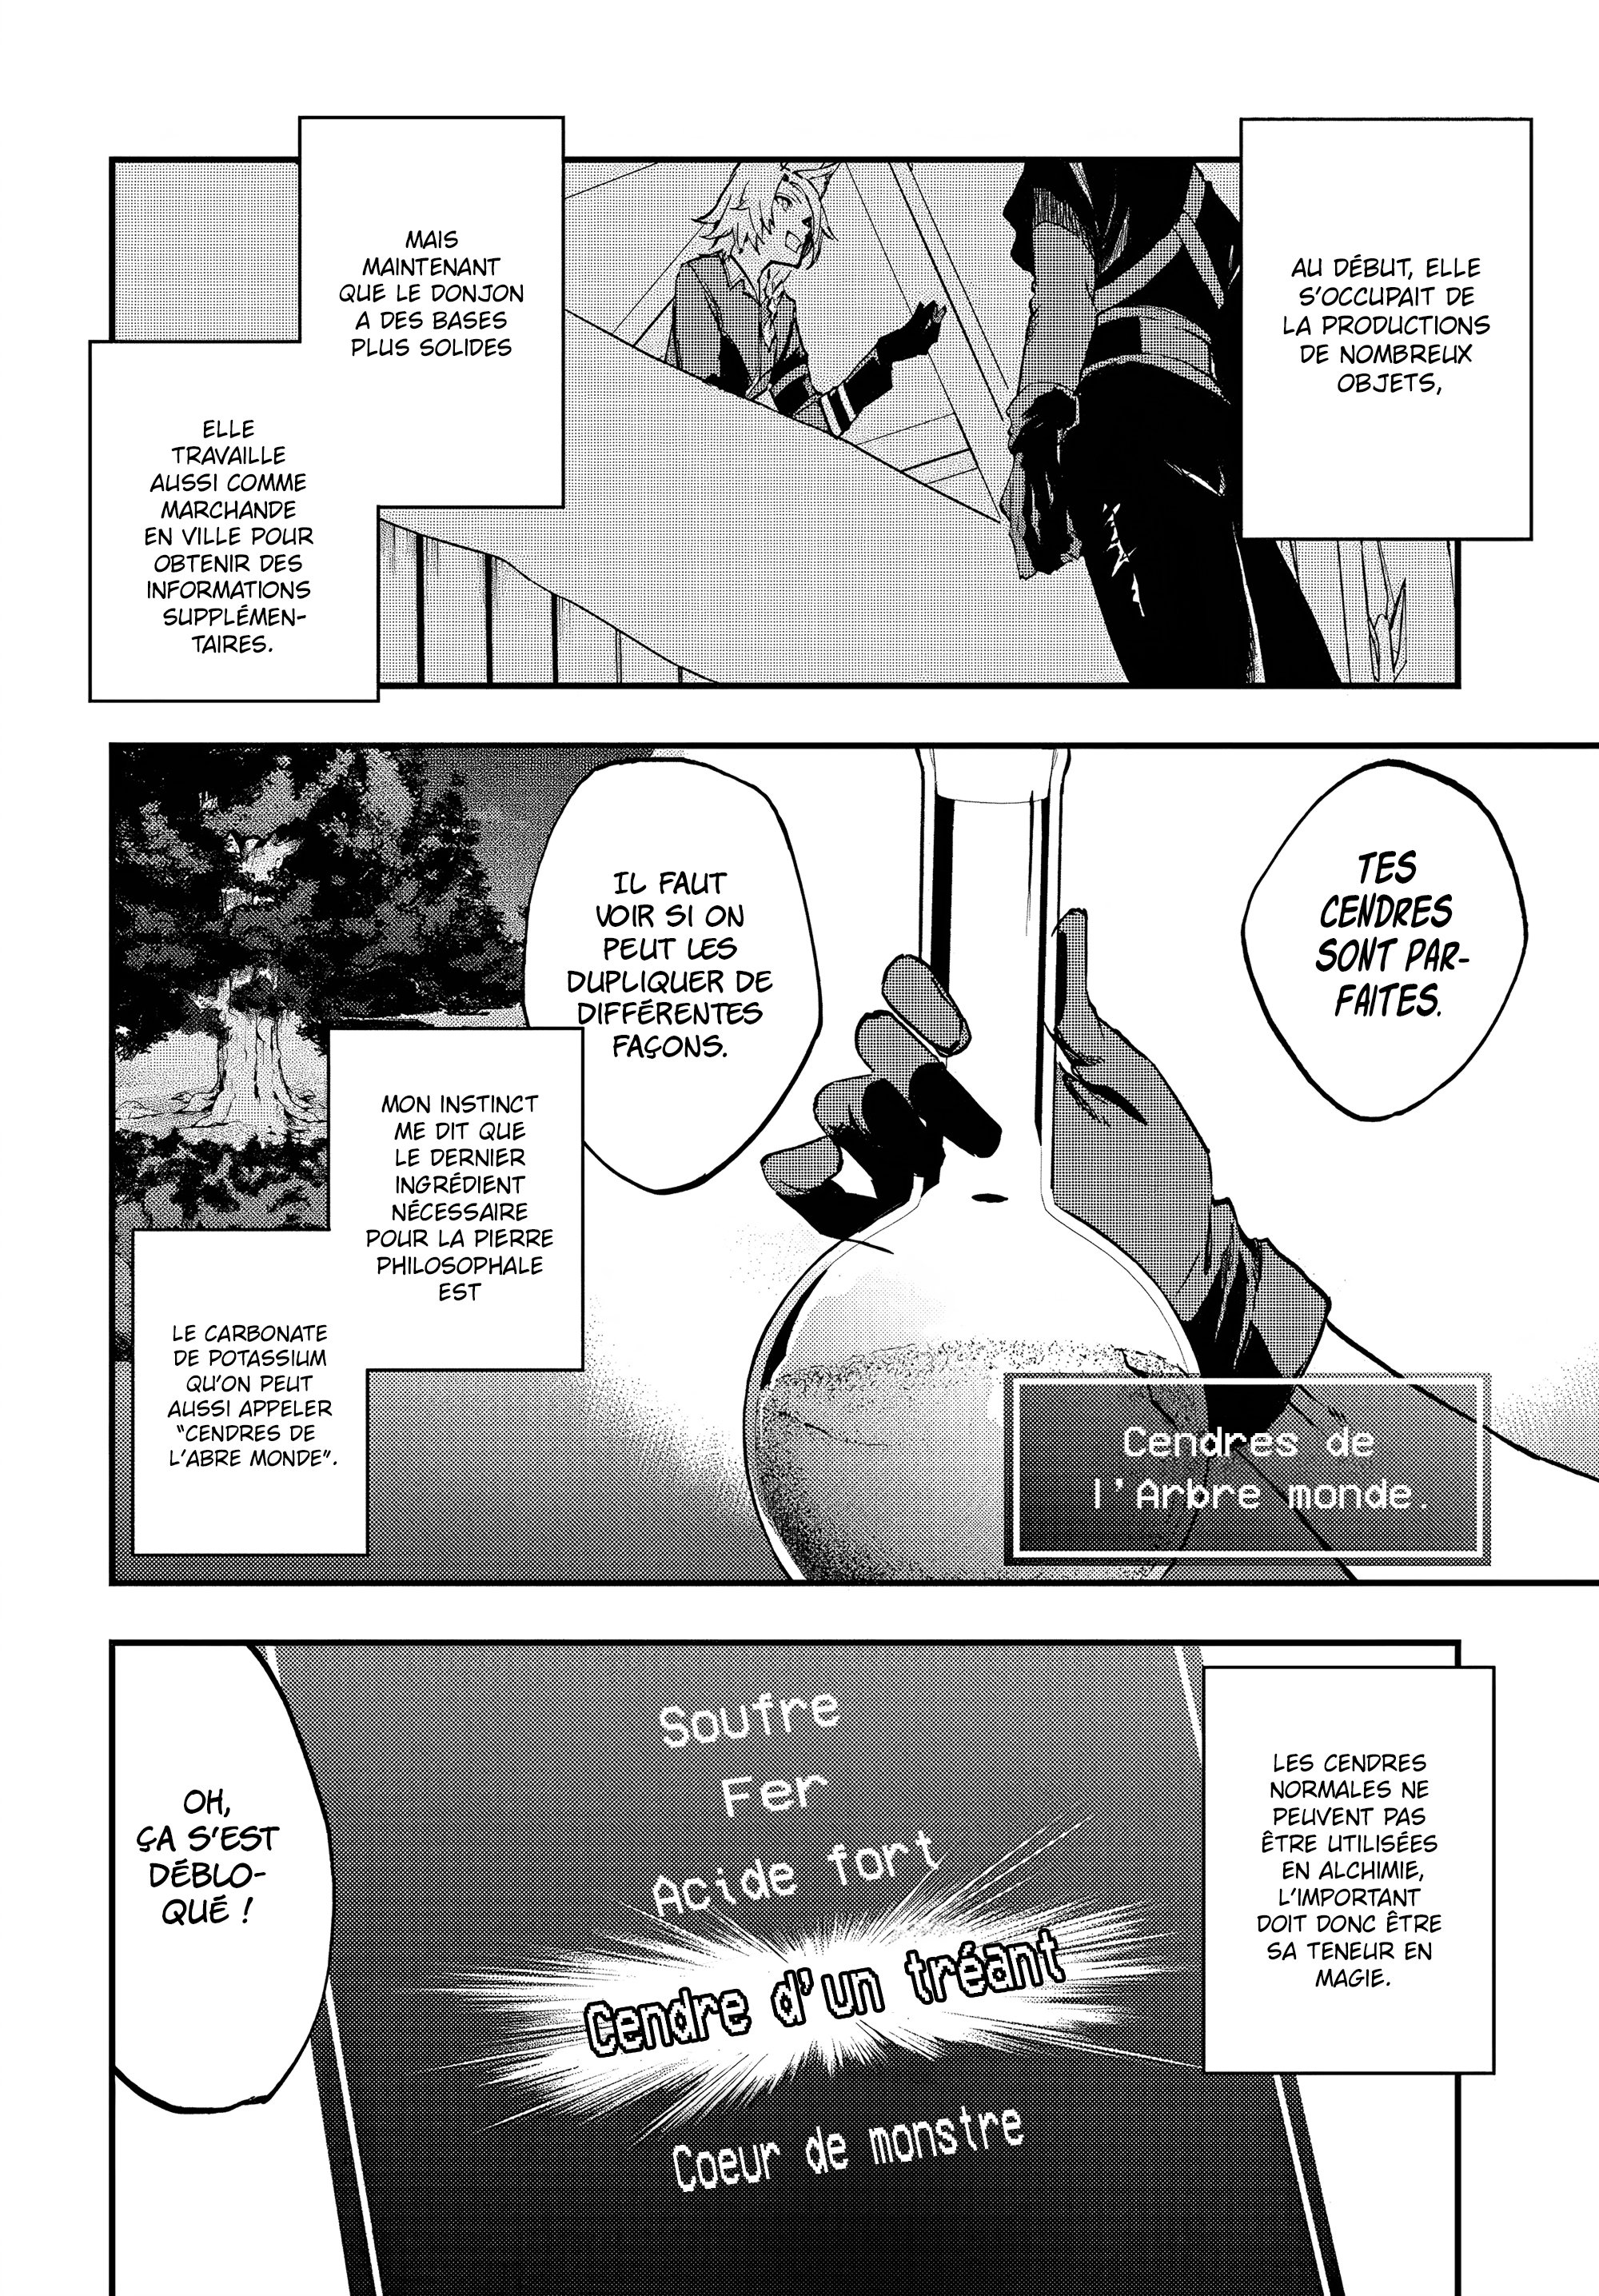 AU DÉBUT, ELLE
S'OCCUPAIT DE
LA PRODUCTIONS
DE NOMBREUX
OBJETS,
MAIS
MAINTENANT
QUE LE DONJON
A DES BASES
PLUS SOLIDES
ELLE
TRAVAILLE
AUSSI COMME
MARCHANDE
EN VILLE POUR
OBTENIR DES
INFORMATIONS
SUPPLÉMEN-
TAIRES.
TES
CENDRES
SONT PAR-
FAITES.
IL FAUT
VOIR SI ON
PEUT LES
DUPLIQUER DE
DIFFÉRENTES
FAÇONS.
Cendres de
l'Arbre monde.
MON INSTINCT
ME DIT QUE
LE DERNIER
INGRÉDIENT
NÉCESSAIRE
POUR LA PIERRE
PHILOSOPHALE
EST
LE CARBONATE
DE POTASSIUM
QU'ON PEUT
AUSSI APPELER
"CENDRES DE
L'ABRE MONDE".
LES CENDRES
NORMALES NE
PEUVENT PAS
ÊTRE UTILISÉES
EN ALCHIMIE,
L'IMPORTANT
DOIT DONC ÊTRE
SA TENEUR EN
MAGIE.
Soufre
Fer
Acide fort
Cendre d'un tréant
Coeur de monstre
OH,
ÇA S'EST
DÉBLO-
QUÉ !